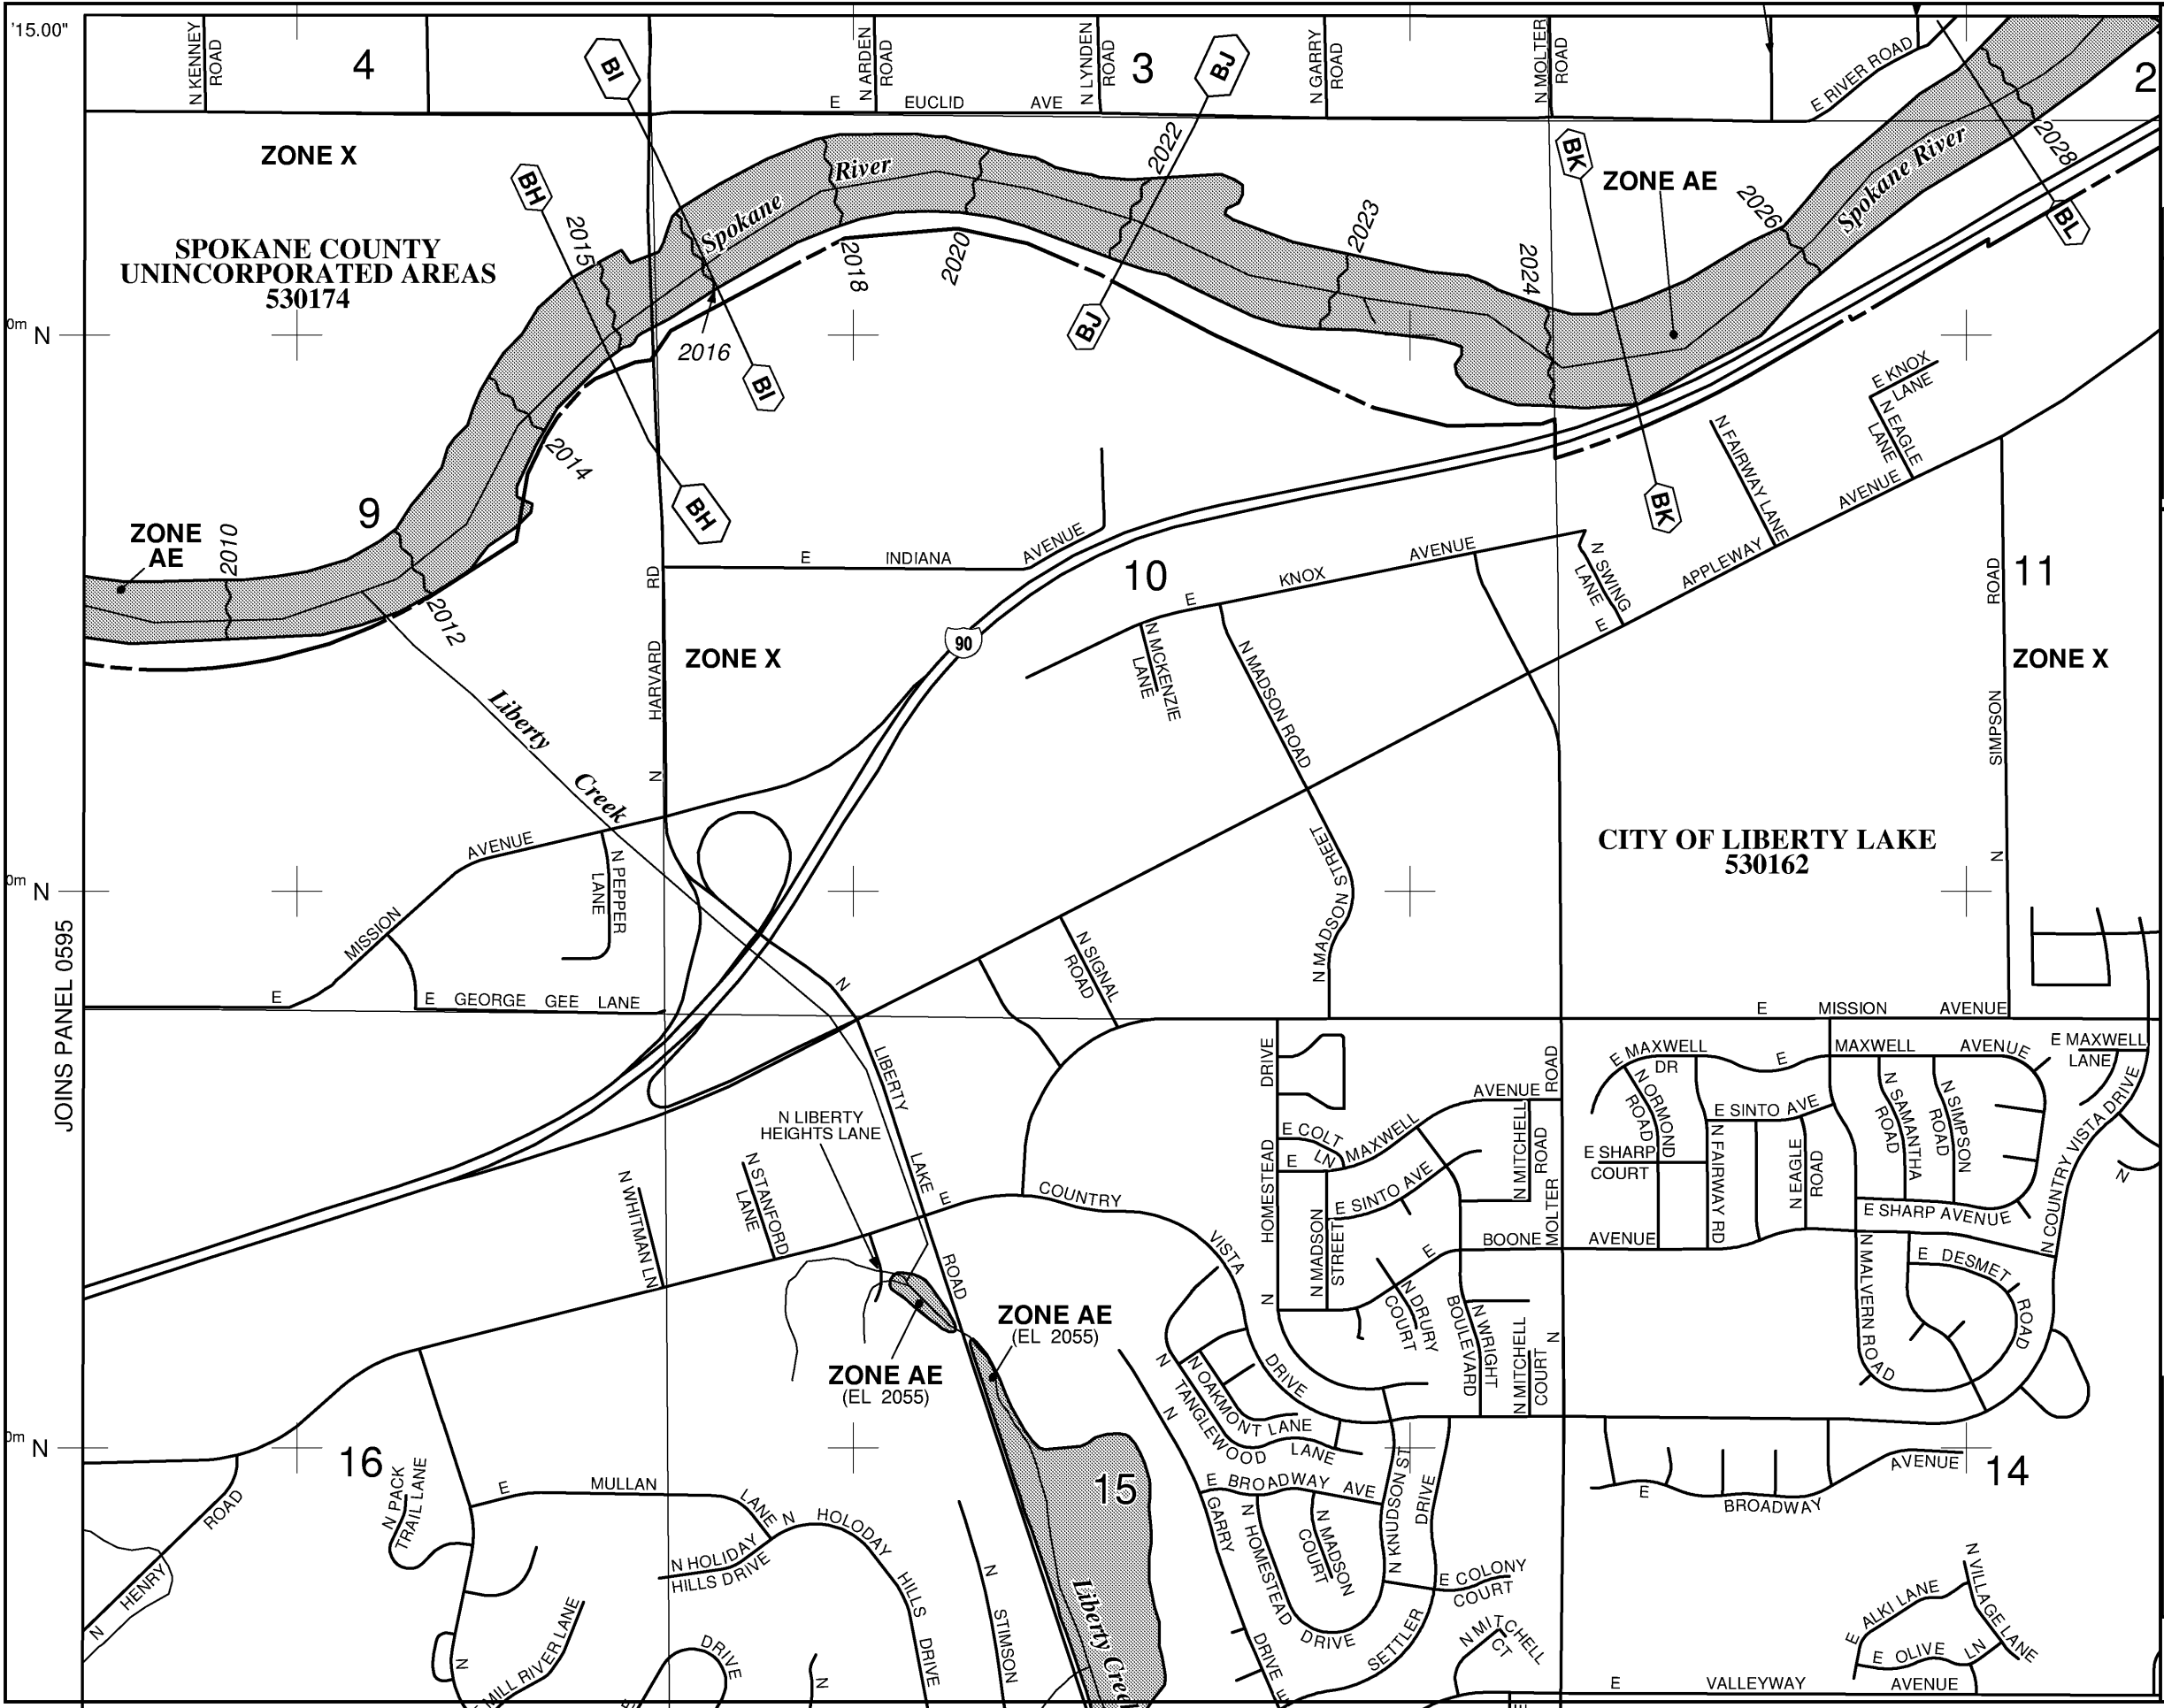 '15.00"
N KENNEY
ROAD
4
BI
N ARDEN
ROAD
N LYNDEN
ROAD
3
BJ
N GARRY
ROAD
N MOLTER
ROAD
E RIVER ROAD
2
E EUCLID AVE
ZONE X
BH
2015
Spokane
River
2022
BK
ZONE AE
2026
Spokane River
2028
BL
SPOKANE COUNTY
UNINCORPORATED AREAS
530174
2018
2020
2023
2024
0m N
2016
BJ
BI
E KNOX
LANE
N EAGLE
LANE
2014
N FAIRWAY LANE
9
BH
BK
ZONE
AE
2010
2012
E INDIANA AVENUE
10
E KNOX AVENUE
N SWING
LANE
E APPLEWAY AVENUE
11
90
ZONE X
N HARVARD RD
N MCKENZIE
LANE
N MADSON ROAD
N SIMPSON ROAD
ZONE X
Liberty
Creek
CITY OF LIBERTY LAKE
530162
E MISSION AVENUE
N PEPPER
LANE
N MADSON STREET
0m N
JOINS PANEL 0595
N SIGNAL
ROAD
E GEORGE GEE LANE
E MISSION AVENUE
N LIBERTY LAKE ROAD
N LIBERTY
HEIGHTS LANE
N HOMESTEAD DRIVE
E MAXWELL AVENUE
N MOLTER ROAD
E MAXWELL
DR
E MAXWELL AVENUE
E MAXWELL
LANE
N ORMOND
ROAD
E SINTO AVE
N SAMANTHA
ROAD
N SIMPSON
ROAD
E COLT
LN
E SINTO AVE
N MITCHELL
ROAD
E SHARP
COURT
N FAIRWAY RD
N EAGLE
ROAD
E SHARP AVENUE
N COUNTRY VISTA DRIVE
N
N WHITMAN LN
N STANFORD
LANE
E COUNTRY VISTA DRIVE
N MADSON
STREET
E BOONE AVENUE
N MALVERN ROAD
E DESMET ROAD
N DRURY
COURT
N WRIGHT
BOULEVARD
N MITCHELL
COURT
ZONE AE
(EL 2055)
ZONE AE
(EL 2055)
N OAKMONT LANE
N TANGLEWOOD LANE
0m N
16
15
14
N PACK
TRAIL LANE
E MULLAN LANE
N HOLODAY HILLS DRIVE
N HOLIDAY
HILLS DRIVE
N HENRY ROAD
E BROADWAY AVE
N KNUDSON ST
E BROADWAY AVENUE
N GARRY DRIVE
N HOMESTEAD DRIVE
N MADSON
COURT
E SETTLER DRIVE
E COLONY
COURT
N MITCHELL
CT
N STIMSON
Liberty Creek
N
MILL RIVER LANE
DRIVE
E
N
E ALKI LANE
N VILLAGE LANE
E OLIVE LN
E VALLEYWAY AVENUE
E